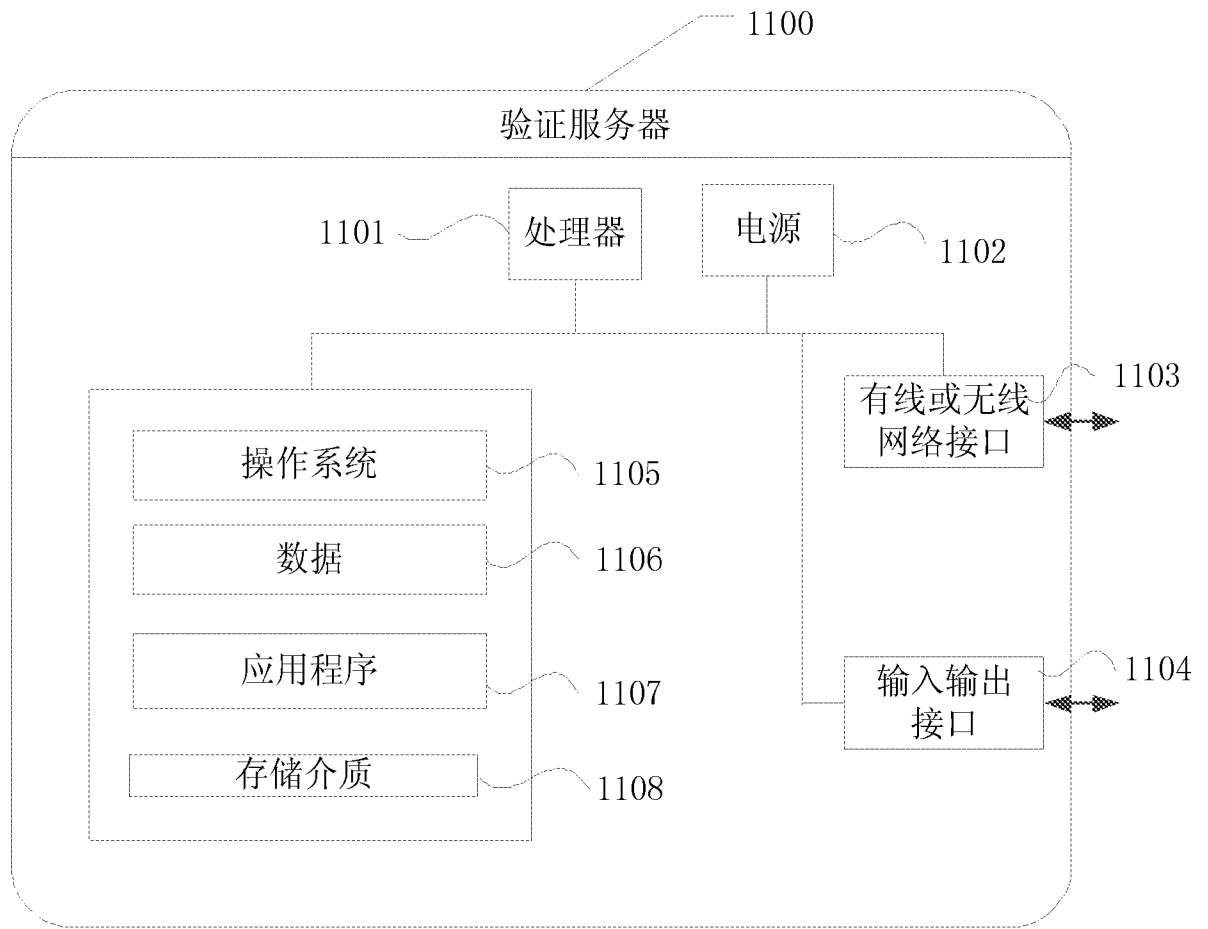 1100
验证服务器
1101
处理器
电源
1102
有线或无线
网络接口
1103
操作系统
1105
数据
1106
应用程序
1107
存储介质
1108
输入输出
接口
1104